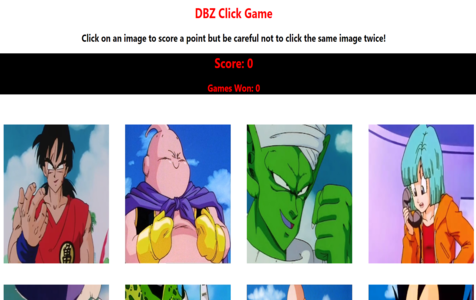 DBZ Click Game
Click on an image to score a point but be careful not to click the same image twice!
Score: 0
Games Won: 0